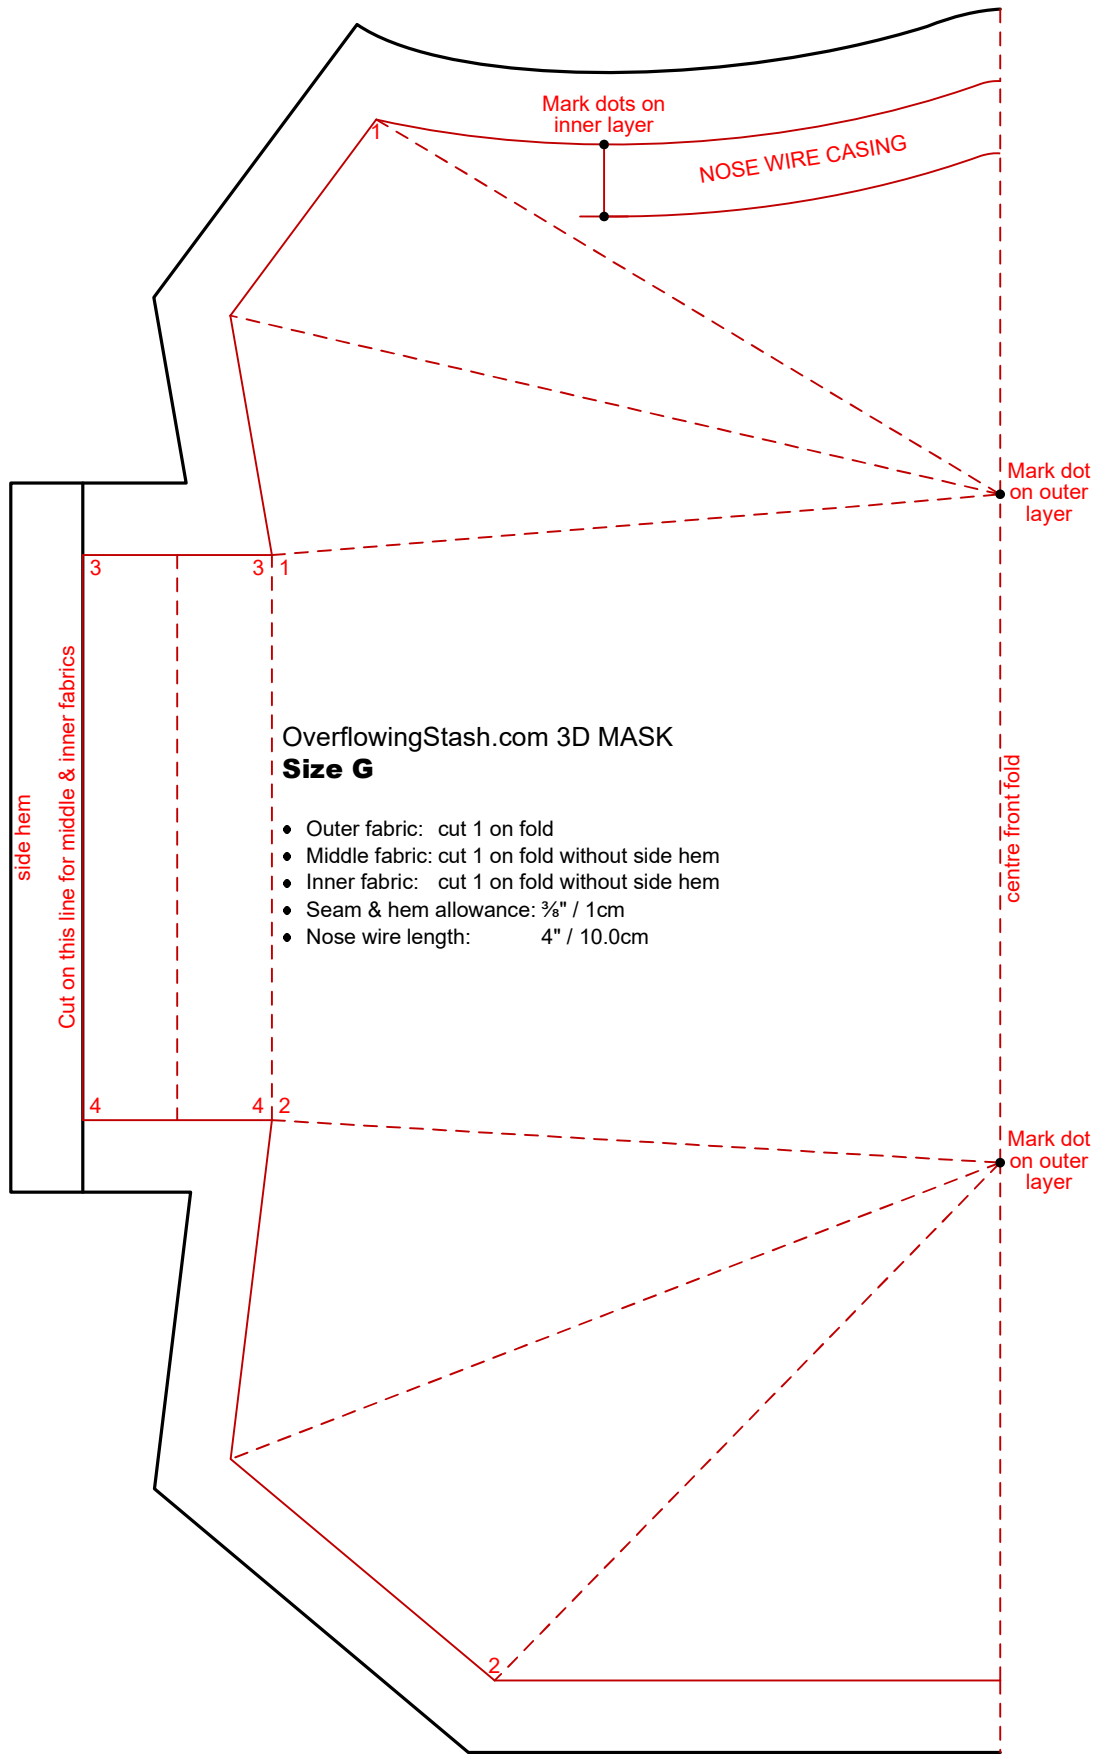 Mark dots on
inner layer
1
NOSE WIRE CASING
Mark dot
on outer
layer
3
3
1
side hem
Cut on this line for middle & inner fabrics
OverflowingStash.com 3D MASK
Size G
• Outer fabric: cut 1 on fold
• Middle fabric: cut 1 on fold without side hem
• Inner fabric: cut 1 on fold without side hem
• Seam & hem allowance: ⅜" / 1cm
• Nose wire length: 4" / 10.0cm
centre front fold
4
4
2
Mark dot
on outer
layer
2